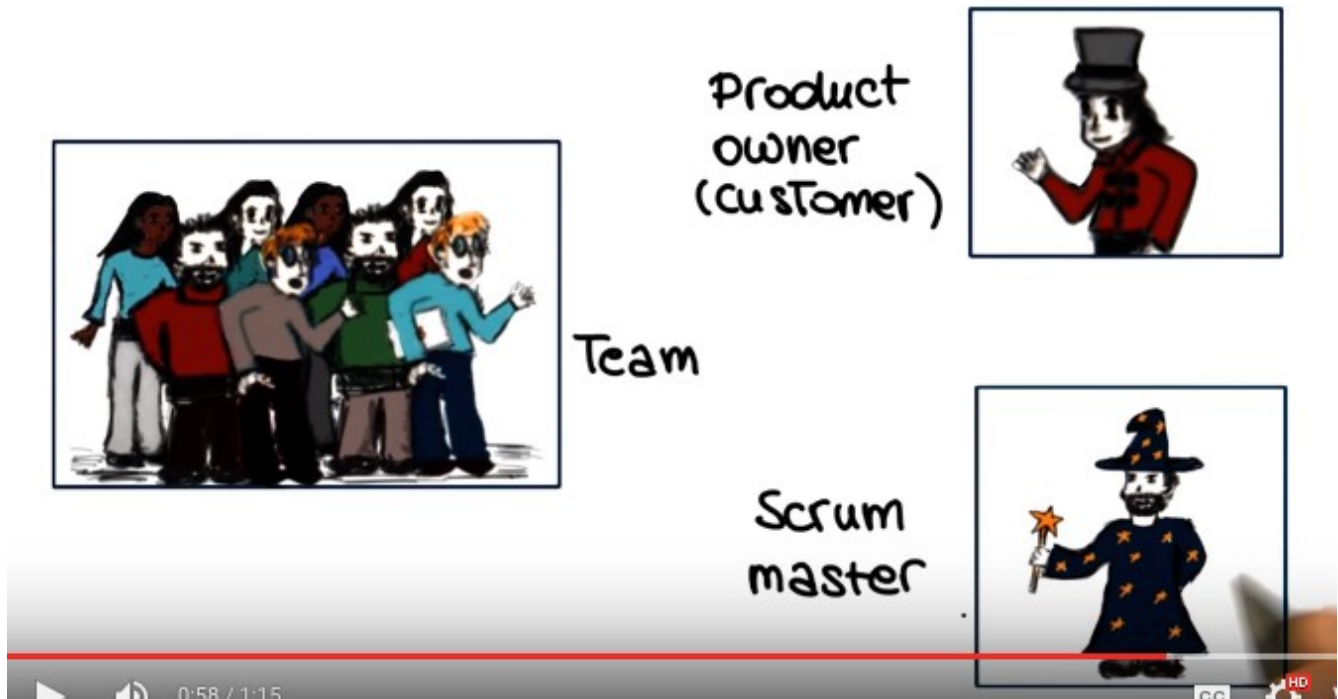 Product
owner
(customer)
Team
Scrum
master
0:58 / 1:15
CC
HD